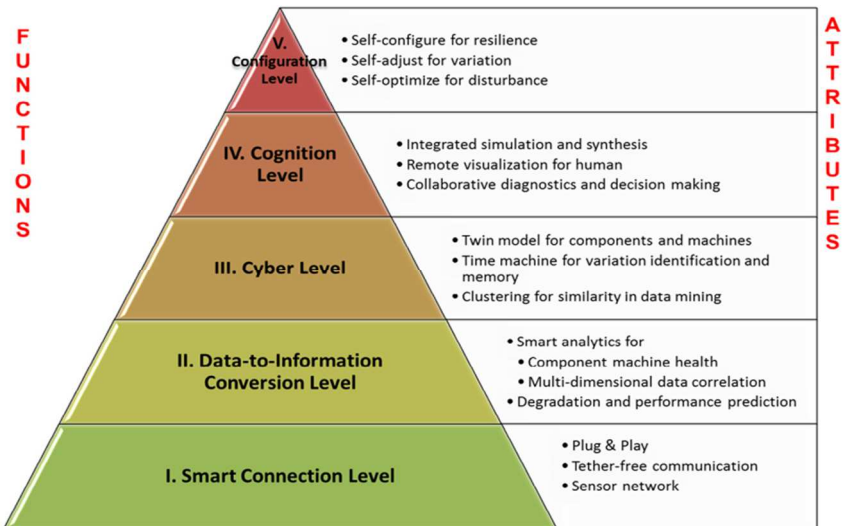 FUNCTIONS
ATTRIBUTES
V.
Configuration
Level
• Self-configure for resilience
• Self-adjust for variation
• Self-optimize for disturbance
IV. Cognition
Level
• Integrated simulation and synthesis
• Remote visualization for human
• Collaborative diagnostics and decision making
III. Cyber Level
• Twin model for components and machines
• Time machine for variation identification and
memory
• Clustering for similarity in data mining
II. Data-to-Information
Conversion Level
• Smart analytics for
• Component machine health
• Multi-dimensional data correlation
• Degradation and performance prediction
I. Smart Connection Level
• Plug & Play
• Tether-free communication
• Sensor network